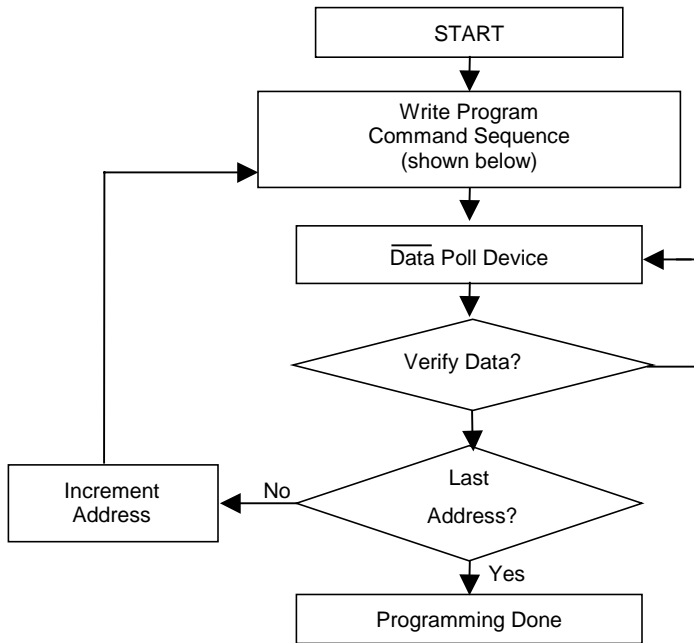 START
Write Program
Command Sequence
(shown below)
Data Poll Device
Verify Data?
Last
Address?
No
Increment
Address
Yes
Programming Done